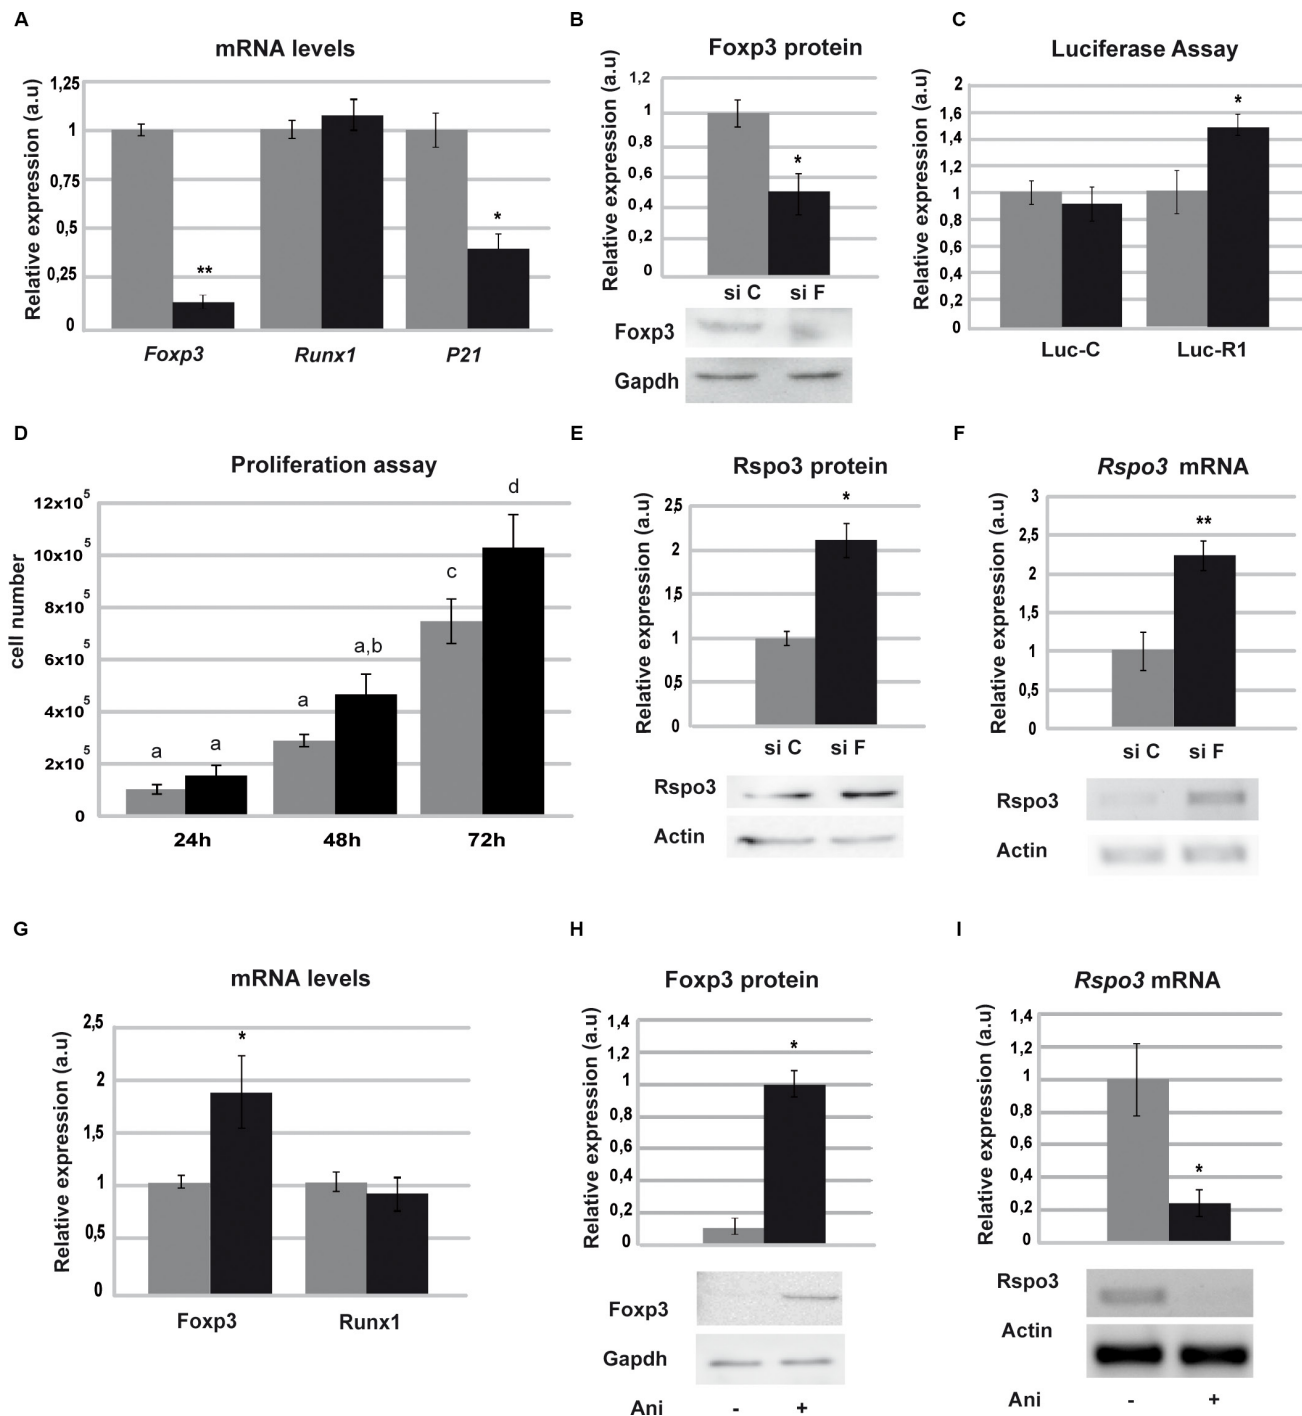 A
mRNA levels
Relative expression (a.u)
1,25
1
0,75
0,5
0,25
0
**
*
Foxp3 Runx1 P21
B
Foxp3 protein
Relative expression (a.u)
1,2
1
0,8
0,6
0,4
0,2
0
*
si C si F
Foxp3
Gapdh
C
Luciferase Assay
Relative expression (a.u)
2
1,6
1,4
1,2
1
0,8
0,6
0,4
0,2
0
*
Luc-C Luc-R1
D
Proliferation assay
cell number
12x10⁵
10x10⁵
8x10⁵
6x10⁵
4x10⁵
2x10⁵
0
a a a a,b c d
24h 48h 72h
E
Rspo3 protein
Relative expression (a.u)
2,5
2
1,5
1
0,5
0
*
si C si F
Rspo3
Actin
F
Rspo3 mRNA
Relative expression (a.u)
3
2,5
2
1,5
1
0,5
0
**
si C si F
Rspo3
Actin
G
mRNA levels
Relative expression (a.u)
2,5
2
1,5
1
0,5
0
*
Foxp3 Runx1
H
Foxp3 protein
Relative expression (a.u)
1,4
1,2
1
0,8
0,6
0,4
0,2
0
*
Foxp3
Gapdh
Ani - +
I
Rspo3 mRNA
Relative expression (a.u)
1,4
1,2
1
0,8
0,6
0,4
0,2
0
*
Rspo3
Actin
Ani - +